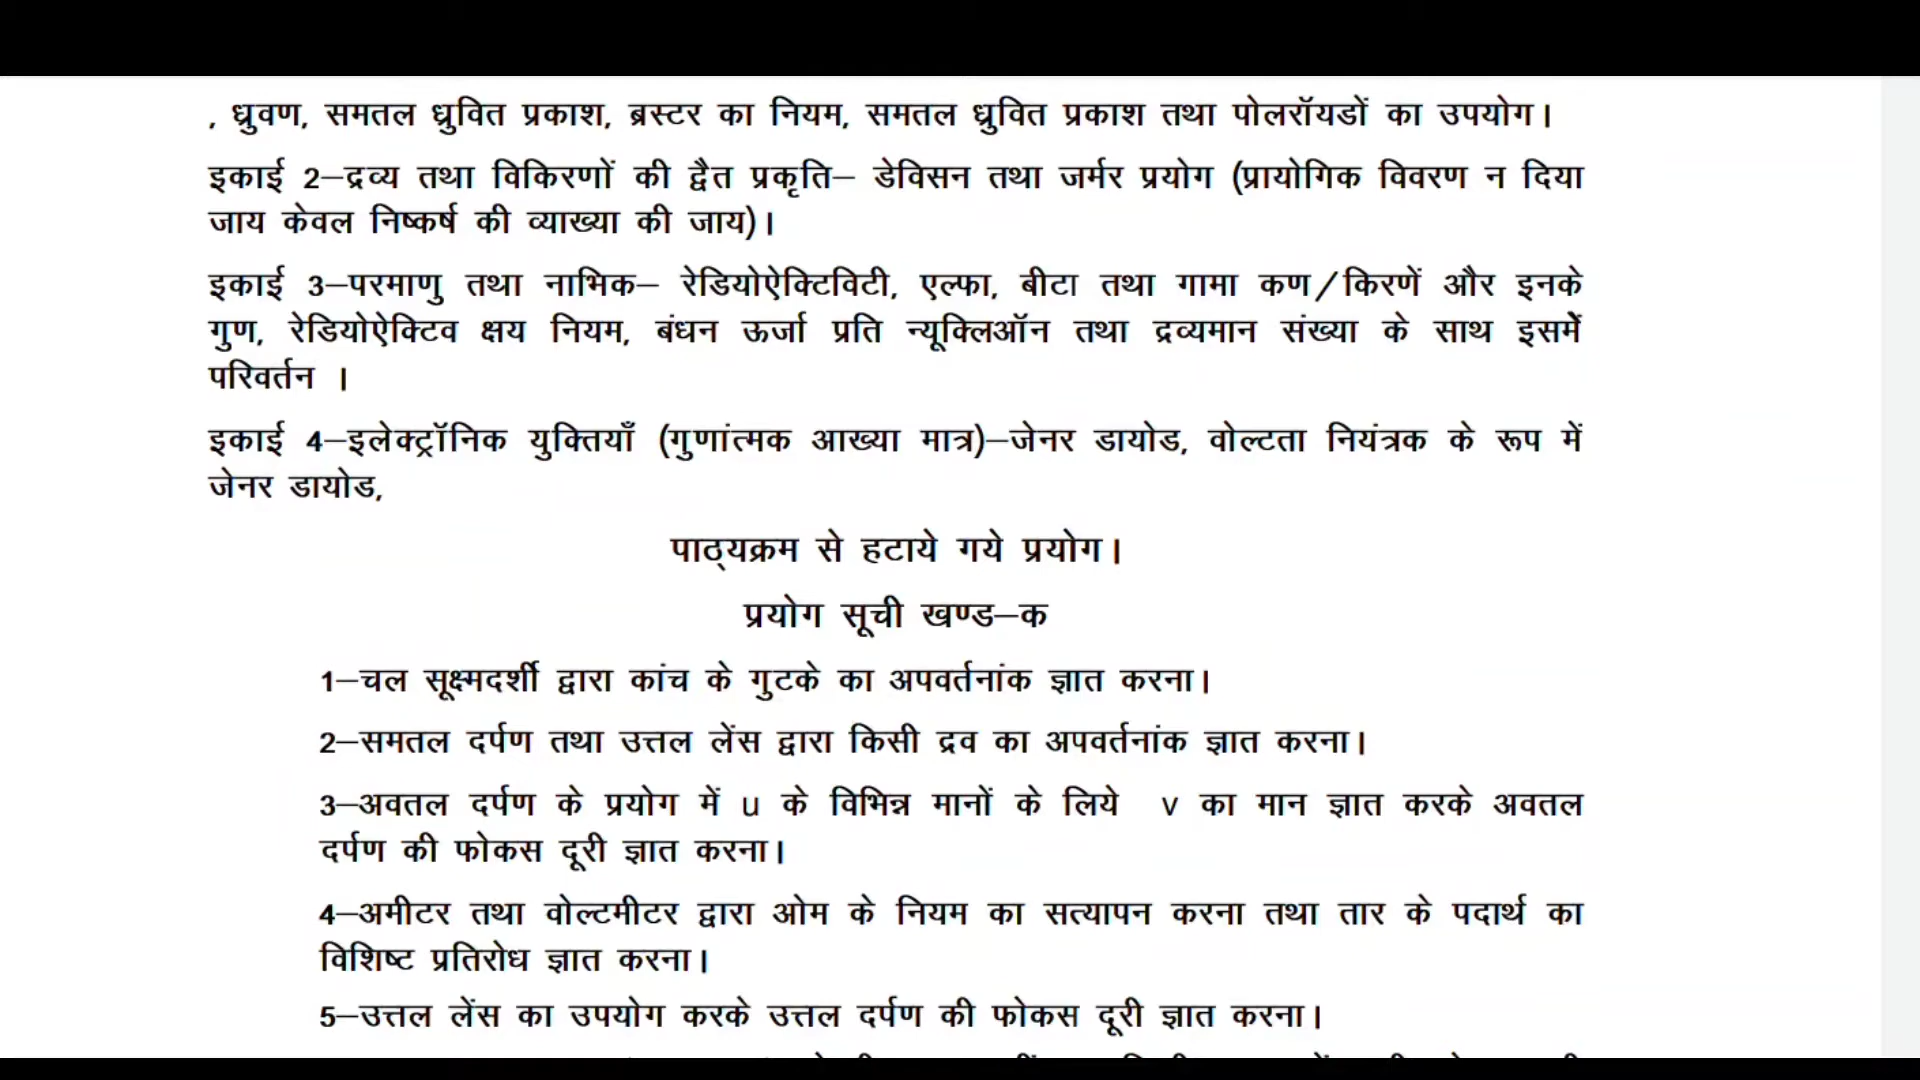 , ध्रुवण, समतल ध्रुवित प्रकाश, ब्रस्टर का नियम, समतल ध्रुवित प्रकाश तथा पोलरॉयडों का उपयोग।
इकाई 2–द्रव्य तथा विकिरणों की द्वैत प्रकृति– डेविसन तथा जर्मर प्रयोग (प्रायोगिक विवरण न दिया
जाय केवल निष्कर्ष की व्याख्या की जाय)।
इकाई 3–परमाणु तथा नाभिक– रेडियोऐक्टिविटी, एल्फा, बीटा तथा गामा कण/किरणें और इनके
गुण, रेडियोऐक्टिव क्षय नियम, बंधन ऊर्जा प्रति न्यूक्लिऑन तथा द्रव्यमान संख्या के साथ इसमें
परिवर्तन ।
इकाई 4–इलेक्ट्रॉनिक युक्तियाँ (गुणांत्मक आख्या मात्र)–जेनर डायोड, वोल्टता नियंत्रक के रूप में
जेनर डायोड,
पाठ्यक्रम से हटाये गये प्रयोग।
प्रयोग सूची खण्ड–क
1–चल सूक्ष्मदर्शी द्वारा कांच के गुटके का अपवर्तनांक ज्ञात करना।
2–समतल दर्पण तथा उत्तल लेंस द्वारा किसी द्रव का अपवर्तनांक ज्ञात करना।
3–अवतल दर्पण के प्रयोग में u के विभिन्न मानों के लिये v का मान ज्ञात करके अवतल
दर्पण की फोकस दूरी ज्ञात करना।
4–अमीटर तथा वोल्टमीटर द्वारा ओम के नियम का सत्यापन करना तथा तार के पदार्थ का
विशिष्ट प्रतिरोध ज्ञात करना।
5–उत्तल लेंस का उपयोग करके उत्तल दर्पण की फोकस दूरी ज्ञात करना।